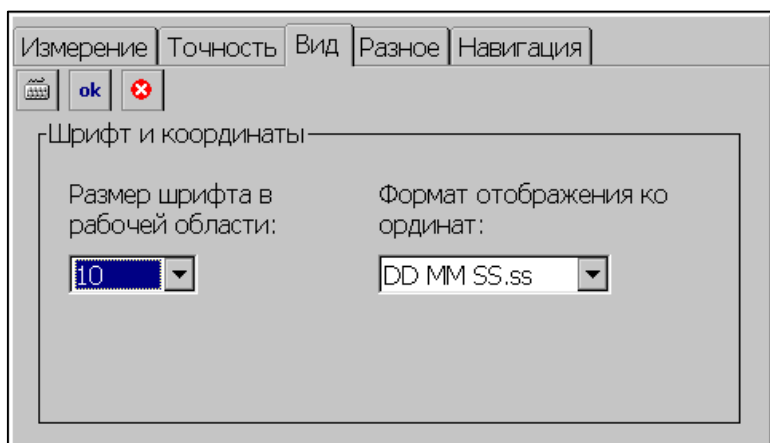 Измерение Точность Вид Разное Навигация
ok
Шрифт и координаты
Размер шрифта в
рабочей области:
10
Формат отображения ко
ординат:
DD MM SS.ss